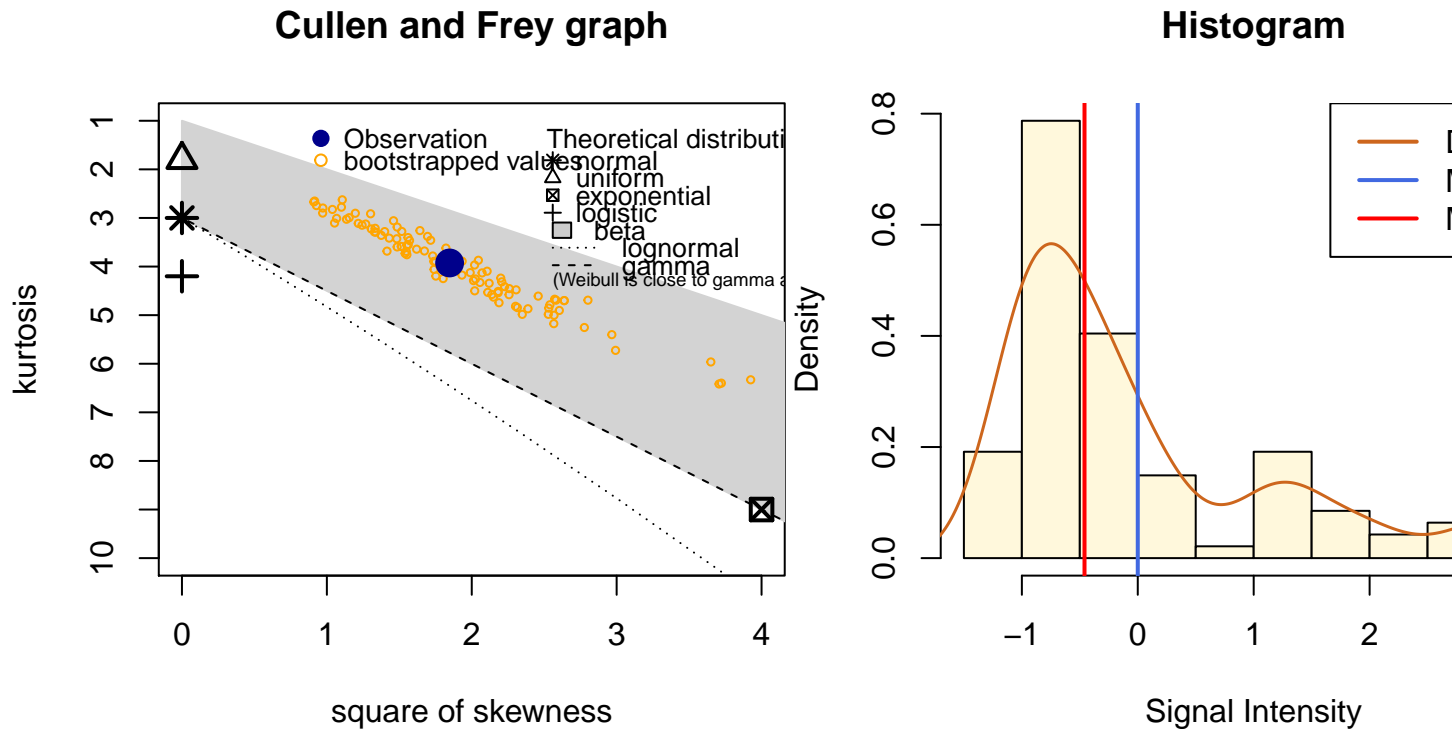 Cullen and Frey graph
kurtosis
1
2
3
4
5
6
7
8
10
Observation
bootstrapped values
Theoretical distributi
normal
uniform
exponential
logistic
beta
lognormal
gamma
(Weibull is close to gamma a
0 1 2 3 4
square of skewness
Histogram
Density
0.0
0.2
0.4
0.6
0.8
D
M
M
−1 0 1 2
Signal Intensity